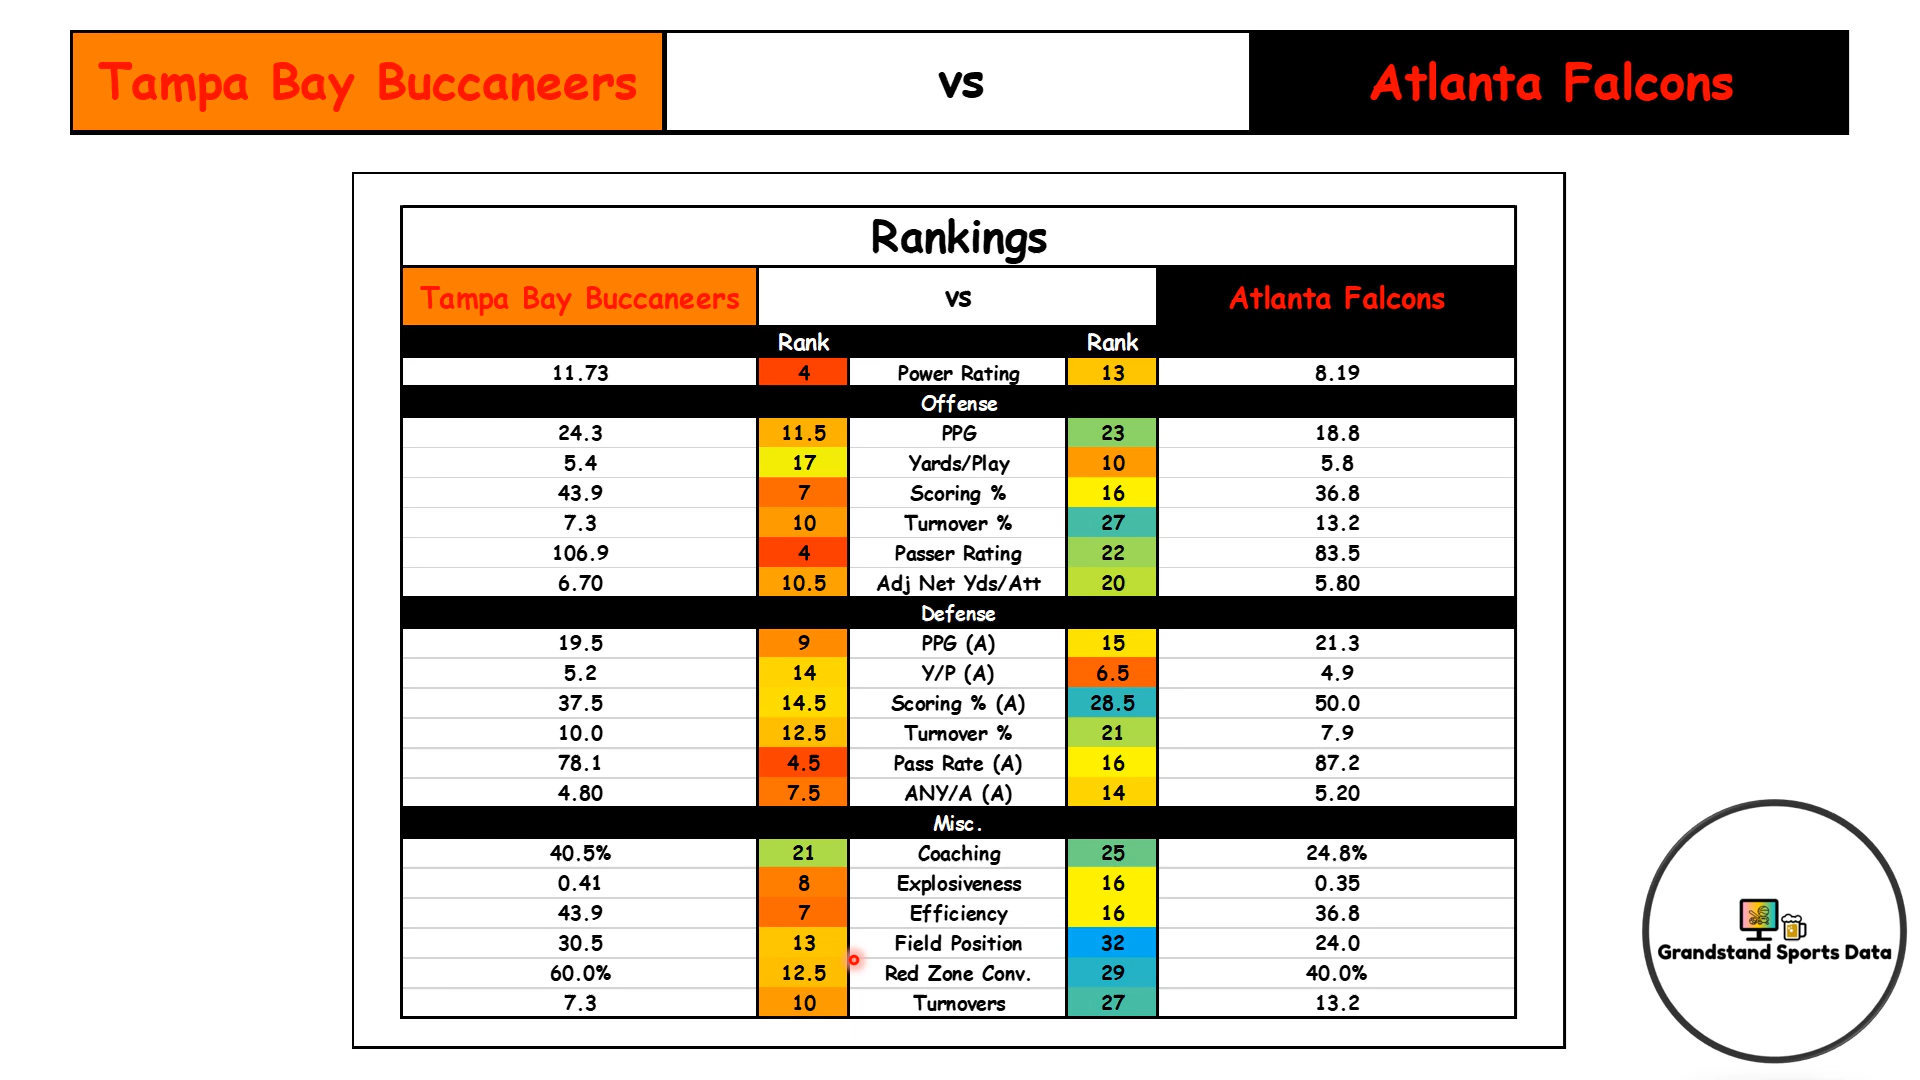 Tampa Bay Buccaneers vs Atlanta Falcons
Rankings
Tampa Bay Buccaneers vs Atlanta Falcons
Rank Rank
11.73 4 Power Rating 13 8.19
Offense
24.3 11.5 PPG 23 18.8
5.4 17 Yards/Play 10 5.8
43.9 7 Scoring % 16 36.8
7.3 10 Turnover % 27 13.2
106.9 4 Passer Rating 22 83.5
6.70 10.5 Adj Net Yds/Att 20 5.80
Defense
19.5 9 PPG (A) 15 21.3
5.2 14 Y/P (A) 6.5 4.9
37.5 14.5 Scoring % (A) 28.5 50.0
10.0 12.5 Turnover % 21 7.9
78.1 4.5 Pass Rate (A) 16 87.2
4.80 7.5 ANY/A (A) 14 5.20
Misc.
40.5% 21 Coaching 25 24.8%
0.41 8 Explosiveness 16 0.35
43.9 7 Efficiency 16 36.8
30.5 13 Field Position 32 24.0
60.0% 12.5 Red Zone Conv. 29 40.0%
7.3 10 Turnovers 27 13.2
Grandstand Sports Data